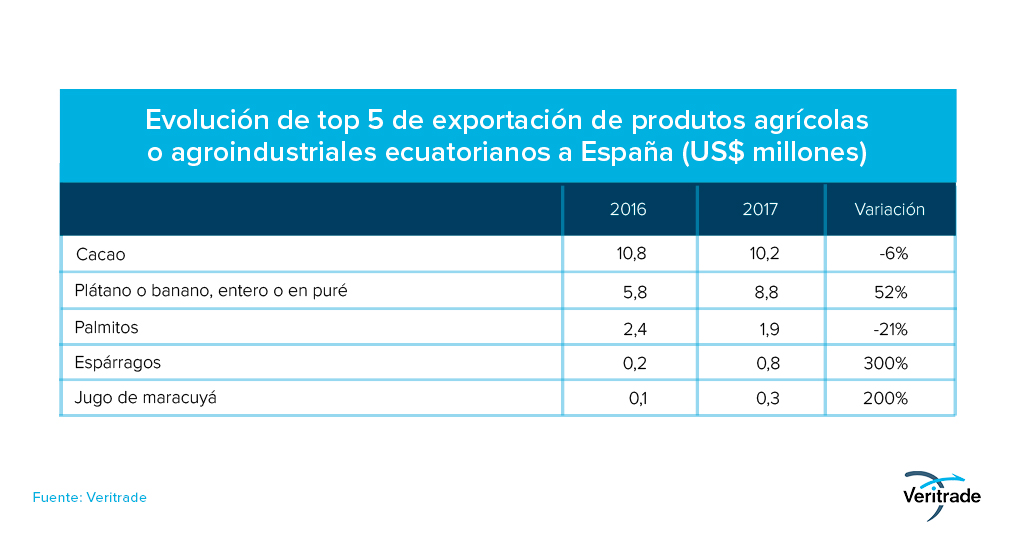 Evolución de top 5 de exportación de produtos agrícolas
o agroindustriales ecuatorianos a España (US$ millones)
2016 2017 Variación
Cacao 10,8 10,2 -6%
Plátano o banano, entero o en puré 5,8 8,8 52%
Palmitos 2,4 1,9 -21%
Espárragos 0,2 0,8 300%
Jugo de maracuyá 0,1 0,3 200%
Fuente: Veritrade
Veritrade